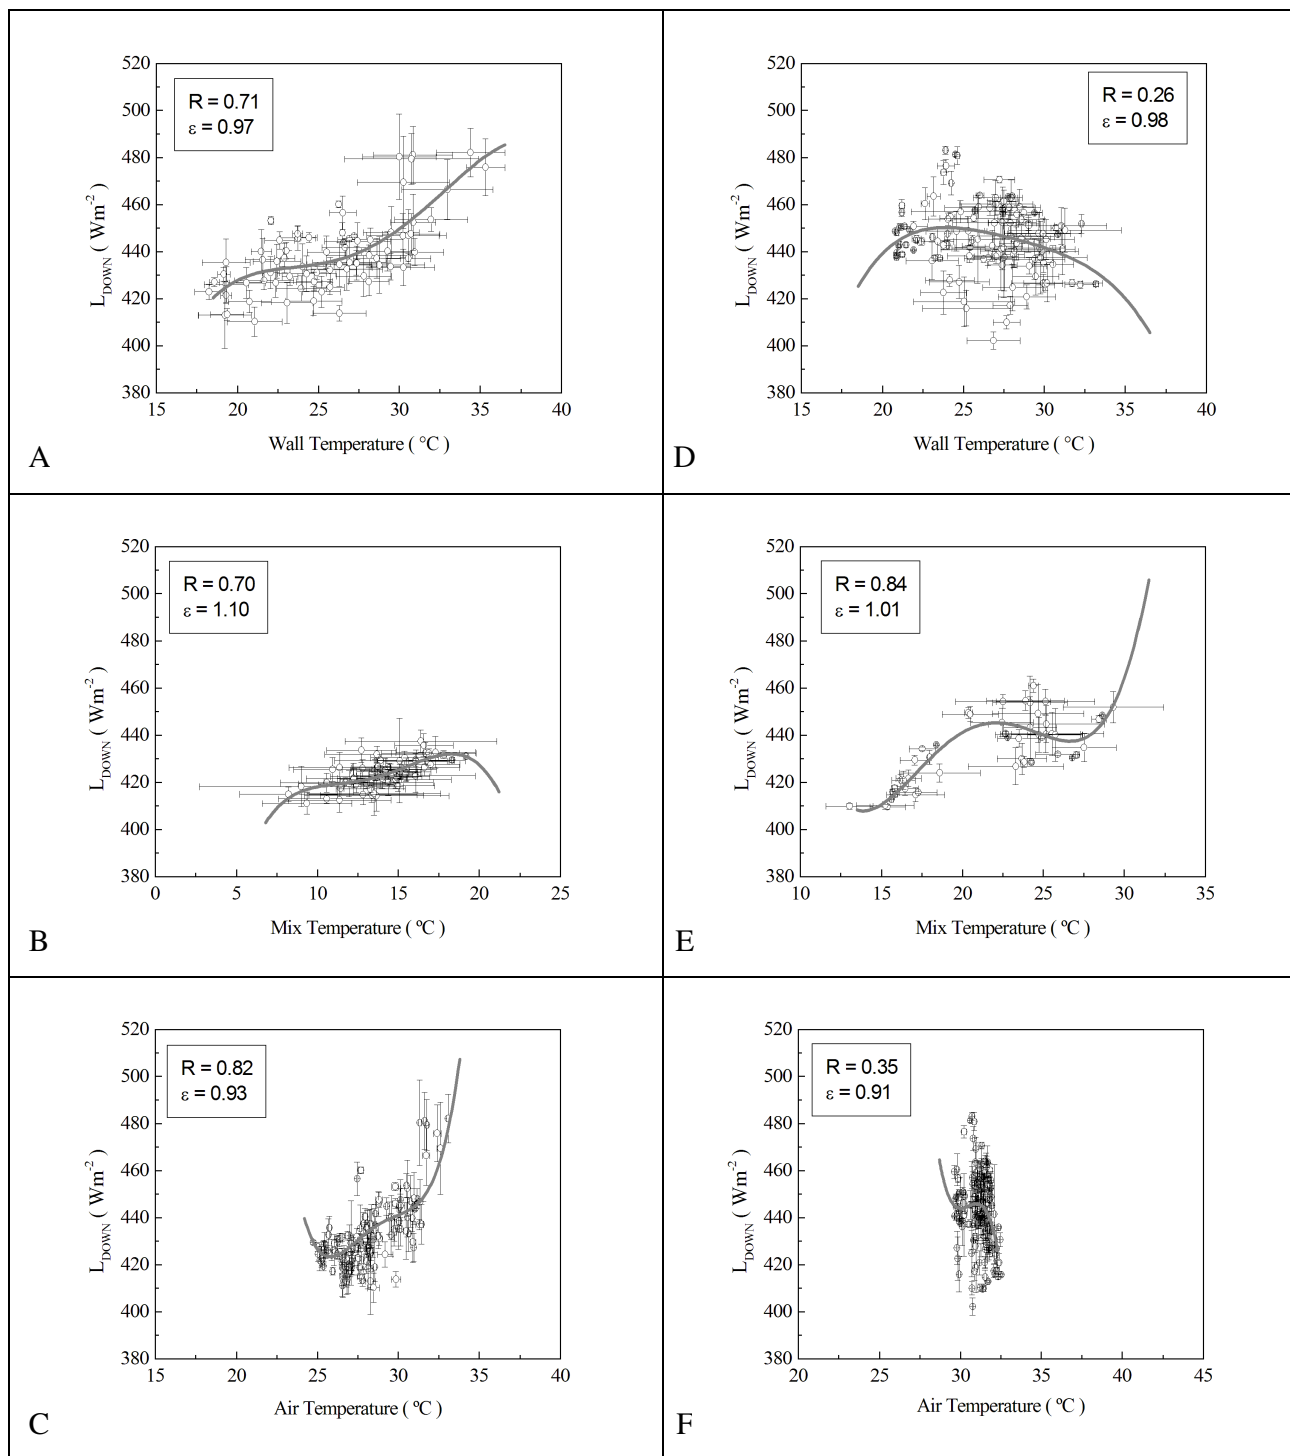 520
500
480
460
440
420
400
380
15 20 25 30 35 40
L_DOWN ( Wm⁻² )
Wall Temperature ( °C )
R = 0.71
ε = 0.97
A
520
500
480
460
440
420
400
380
15 20 25 30 35 40
L_DOWN ( Wm⁻² )
Wall Temperature ( °C )
R = 0.26
ε = 0.98
D
520
500
480
460
440
420
400
380
0 5 10 15 20 25
L_DOWN ( Wm⁻² )
Mix Temperature ( ºC )
R = 0.70
ε = 1.10
B
520
500
480
460
440
420
400
380
10 15 20 25 30 35
L_DOWN ( Wm⁻² )
Mix Temperature ( ºC )
R = 0.84
ε = 1.01
E
520
500
480
460
440
420
400
380
15 20 25 30 35 40
L_DOWN ( Wm⁻² )
Air Temperature ( ºC )
R = 0.82
ε = 0.93
C
520
500
480
460
440
420
400
380
20 25 30 35 40 45
L_DOWN ( Wm⁻² )
Air Temperature ( ºC )
R = 0.35
ε = 0.91
F